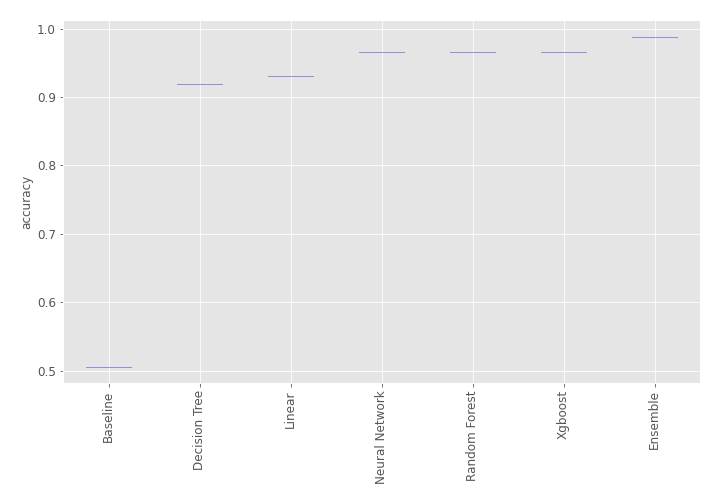 accuracy
1.0
0.9
0.8
0.7
0.6
0.5
Baseline
Decision Tree
Linear
Neural Network
Random Forest
Xgboost
Ensemble